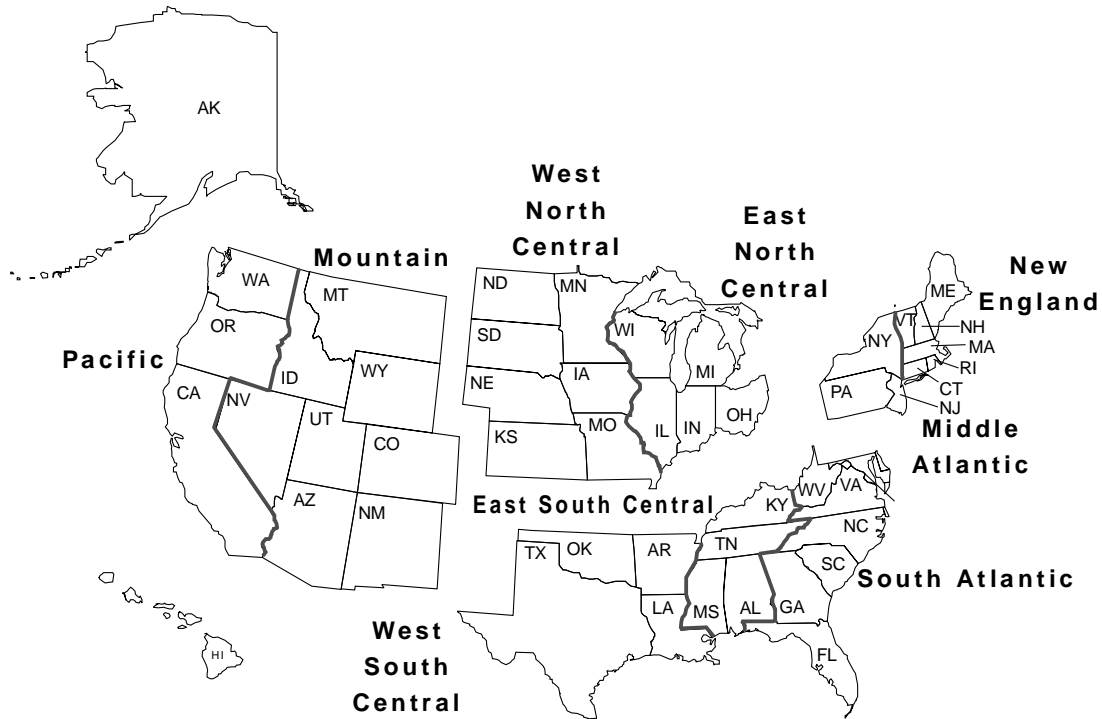 AK
West
North
Central
East
North
Central
Mountain
New
England
Pacific
Middle
Atlantic
East South Central
South Atlantic
West
South
Central
WA
OR
CA
NV
ID
MT
WY
UT
CO
AZ
NM
HI
ND
SD
NE
KS
MN
IA
MO
WI
MI
IL
IN
OH
ME
VT
NH
MA
RI
CT
NY
PA
NJ
KY
TN
MS
AL
WV
VA
NC
SC
GA
FL
TX
OK
AR
LA